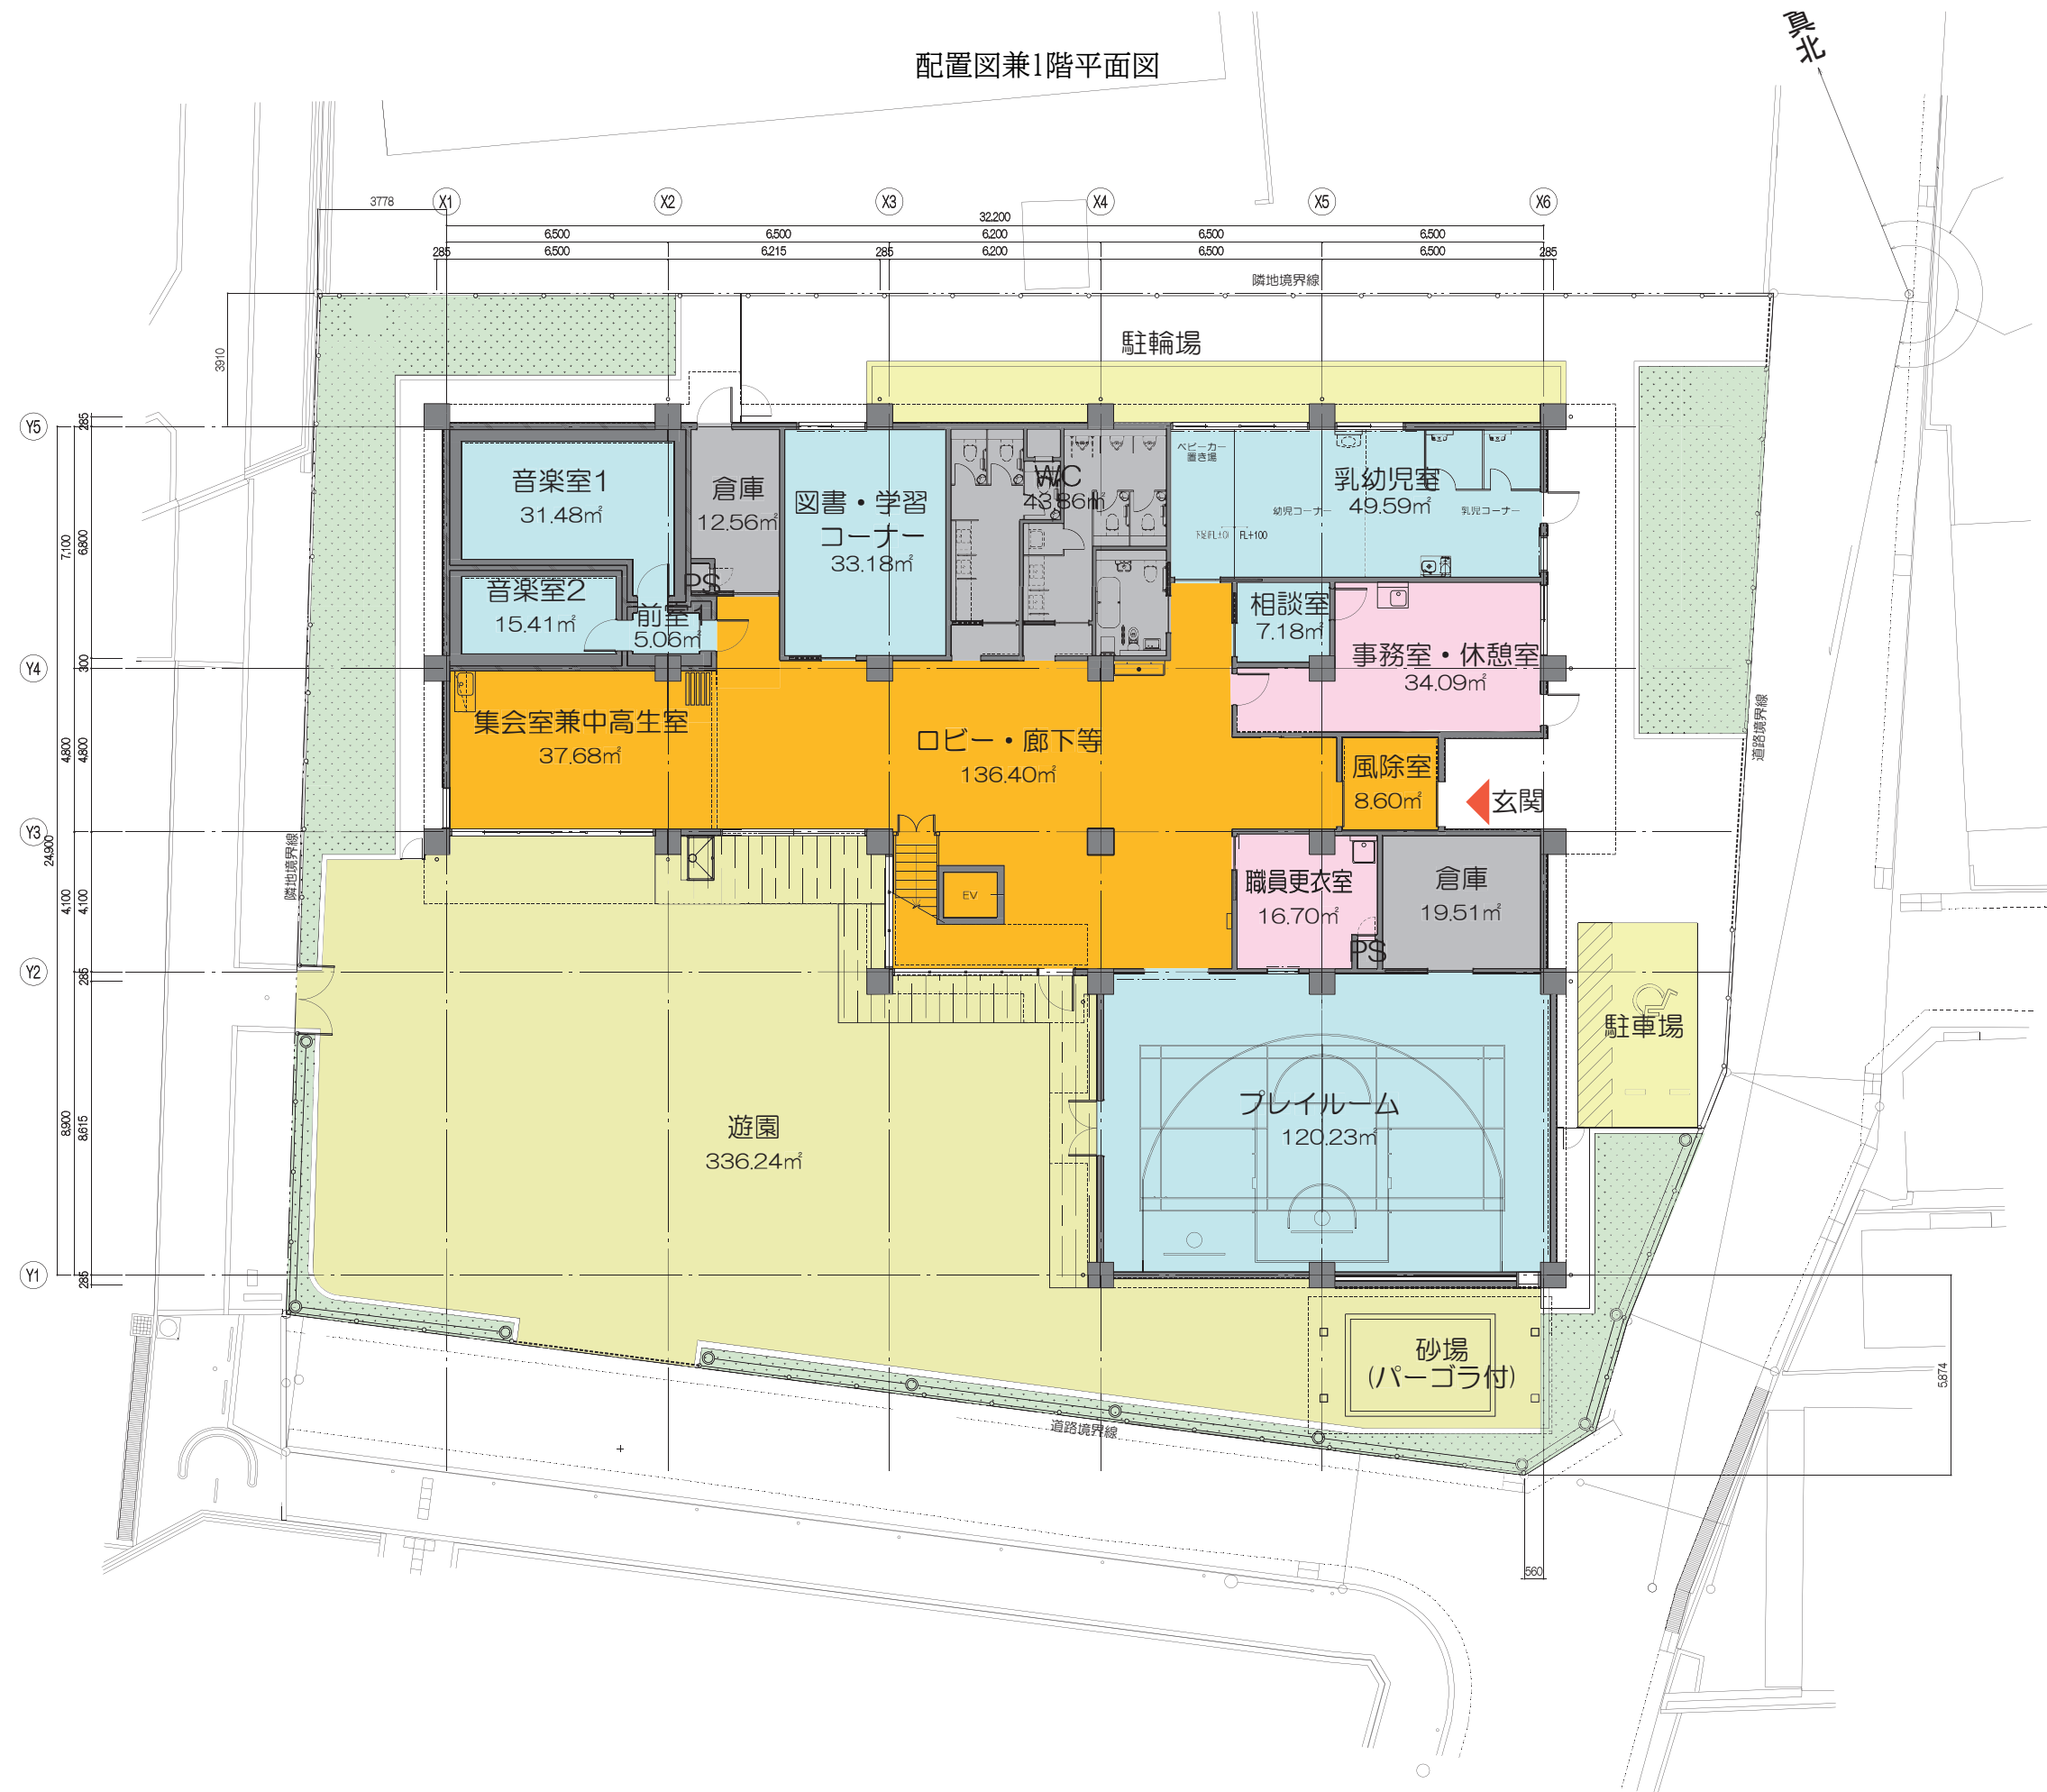 配置図兼1階平面図
真北
X1
X2
X3
X4
X5
X6
3778
32,200
6,500
6,500
6,200
6,500
6,500
285
6,500
6,215
285
6,200
6,500
6,500
285
隣地境界線
3910
駐輪場
Y5
Y4
Y3
Y2
Y1
285
7,100
6,800
300
4,800
4,800
24,900
4,100
4,100
285
8,900
8,615
285
音楽室1
31.48㎡
倉庫
12.56㎡
図書・学習
コーナー
33.18㎡
WC
43.86㎡
ベビーカー
置き場
乳幼児室
49.59㎡
幼児コーナー
乳児コーナー
FL+100
音楽室2
15.41㎡
PS
前室1
5.06㎡
相談室
7.18㎡
事務室・休憩室
34.09㎡
集会室兼中高生室
37.68㎡
ロビー・廊下等
136.40㎡
風除室
8.60㎡
玄関
道路境界線
隣地境界線
EV
職員更衣室
16.70㎡
PS
倉庫
19.51㎡
駐車場
遊園
336.24㎡
プレイルーム
120.23㎡
砂場
(パーゴラ付)
道路境界線
5,874
560